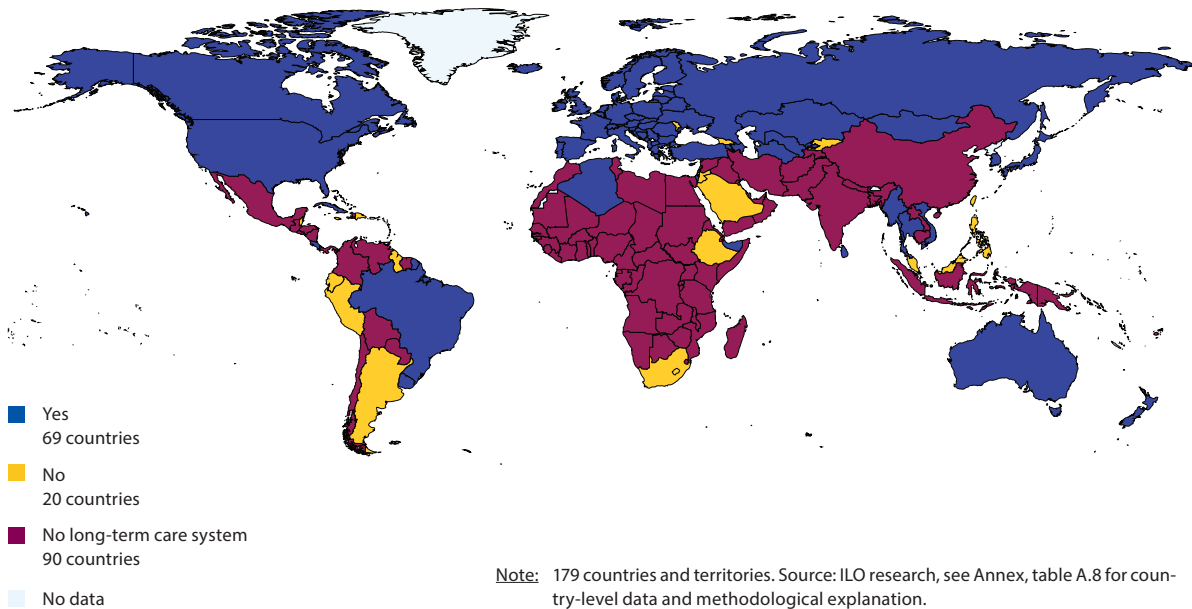 Yes
69 countries
No
20 countries
No long-term care system
90 countries
No data
Note: 179 countries and territories. Source: ILO research, see Annex, table A.8 for coun-
try-level data and methodological explanation.